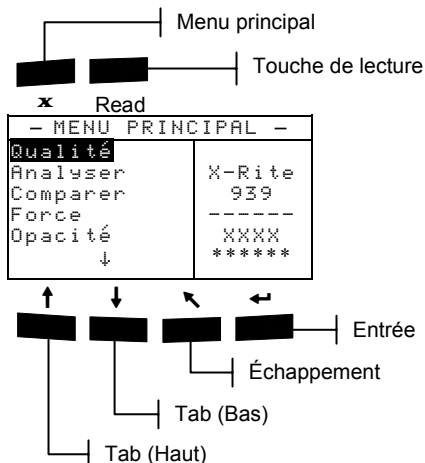 Menu principal
Touche de lecture
x Read
– MENU PRINCIPAL –
Qualité
Analyser X-Rite
Comparer 939
Force ------
Opacité XXXX
↓ ******
↑ ↓ ↖ ↵
Entrée
Échappement
Tab (Bas)
Tab (Haut)